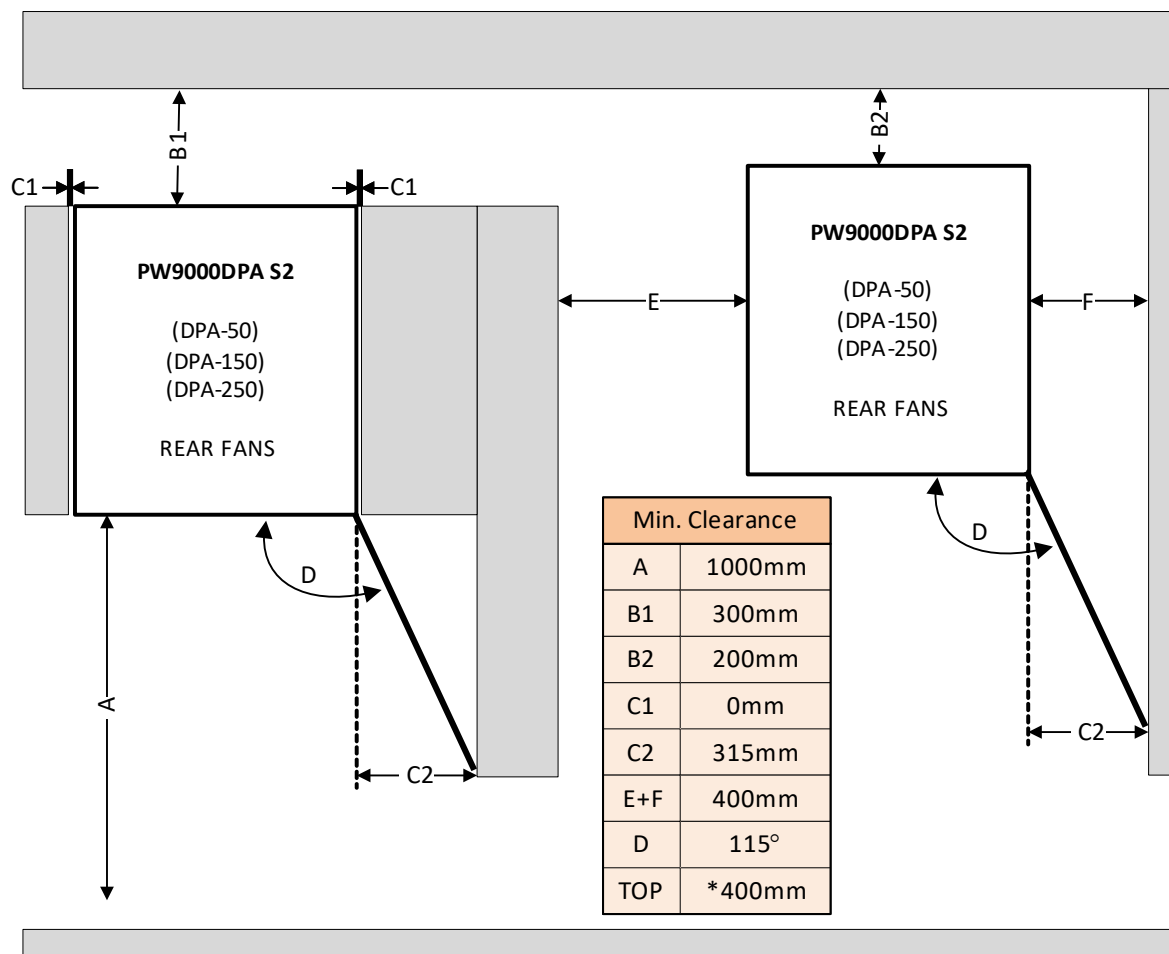 B1
B2
C1
C1
PW9000DPA S2
(DPA-50)
(DPA-150)
(DPA-250)
REAR FANS
E
PW9000DPA S2
(DPA-50)
(DPA-150)
(DPA-250)
REAR FANS
F
D
D
A
C2
C2
Min. Clearance
A 1000mm
B1 300mm
B2 200mm
C1 0mm
C2 315mm
E+F 400mm
D 115°
TOP *400mm